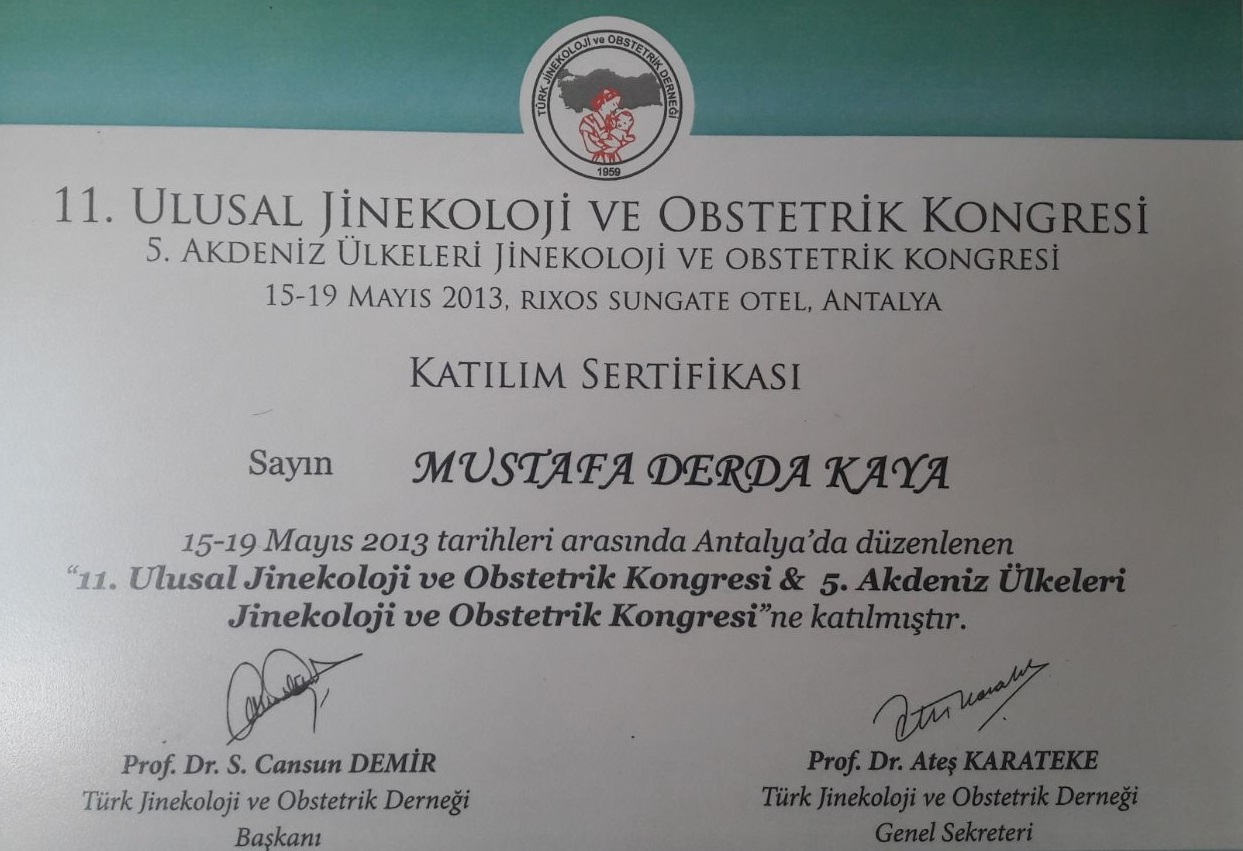 TÜRK JİNEKOLOJİ ve OBSTETRİK DERNEĞİ
1959
11. ULUSAL JİNEKOLOJİ VE OBSTETRİK KONGRESİ
5. AKDENİZ ÜLKELERİ JİNEKOLOJİ VE OBSTETRİK KONGRESİ
15-19 MAYIS 2013, RIXOS SUNGATE OTEL, ANTALYA
KATILIM SERTİFİKASI
Sayın MUSTAFA DERDA KAYA
15-19 Mayıs 2013 tarihleri arasında Antalya'da düzenlenen
"11. Ulusal Jinekoloji ve Obstetrik Kongresi & 5. Akdeniz Ülkeleri
Jinekoloji ve Obstetrik Kongresi"ne katılmıştır.
Prof. Dr. S. Cansun DEMİR
Türk Jinekoloji ve Obstetrik Derneği
Başkanı
Prof. Dr. Ateş KARATEKE
Türk Jinekoloji ve Obstetrik Derneği
Genel Sekreteri